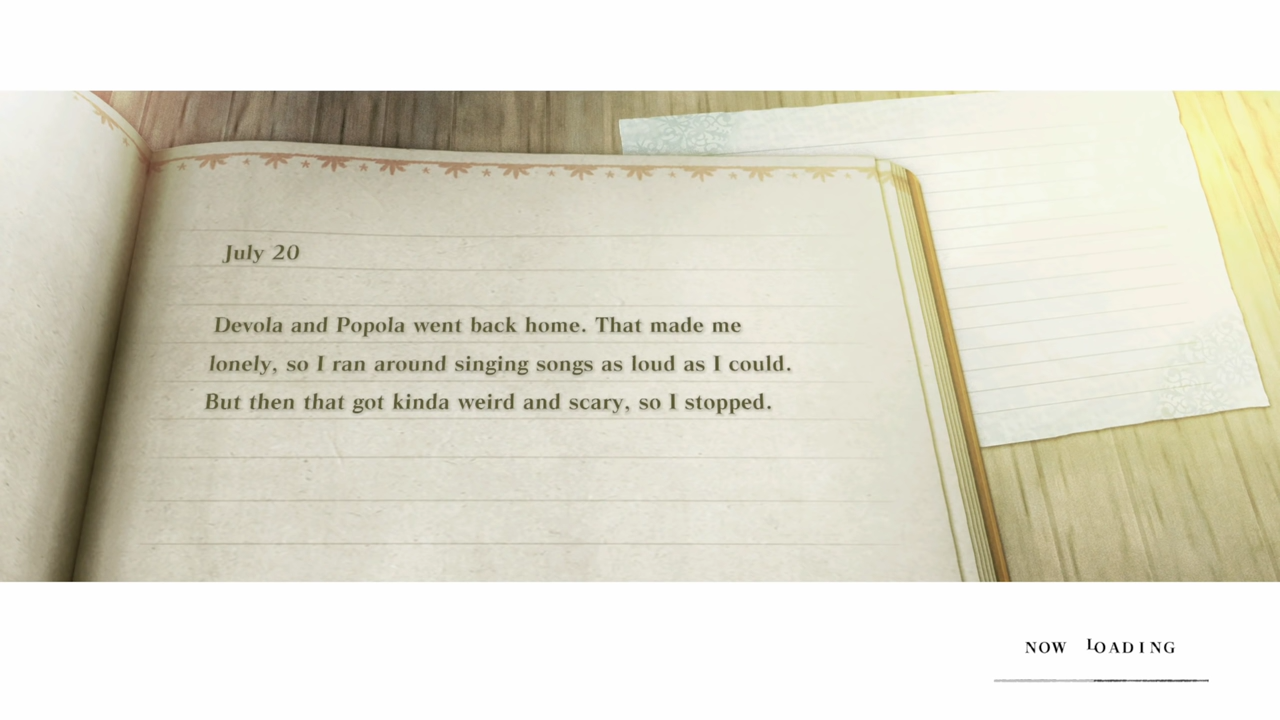 July 20
Devola and Popola went back home. That made me
lonely, so I ran around singing songs as loud as I could.
But then that got kinda weird and scary, so I stopped.
NOW LOADING